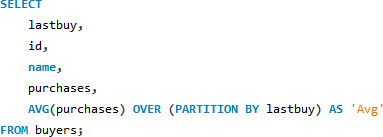 SELECT
    lastbuy,
    id,
    name,
    purchases,
    AVG(purchases) OVER (PARTITION BY lastbuy) AS 'Avg'
FROM buyers;